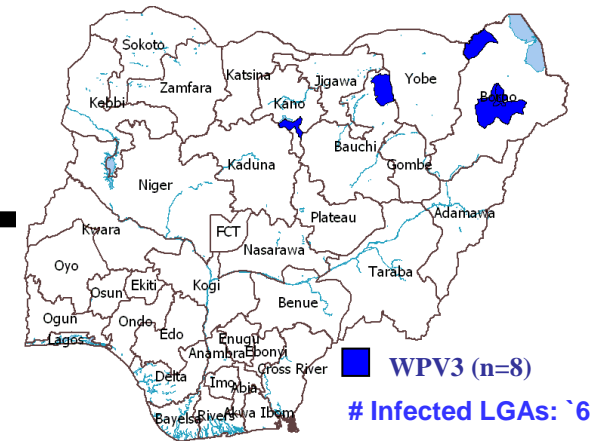 Sokoto
Katsina
Jigawa
Yobe
Zamfara
Kebbi
Kano
Borno
Bauchi
Gombe
Kaduna
Niger
Plateau
Adamawa
Kwara
FCT
Nasarawa
Taraba
Oyo
Kogi
Osun
Ekiti
Benue
Ogun
Ondo
Edo
Lagos
Enugu
Anambra
Ebonyi
Cross River
Delta
Imo
Abia
Bayelsa
Rivers
Akwa Ibom
WPV3 (n=8)
# Infected LGAs: `6